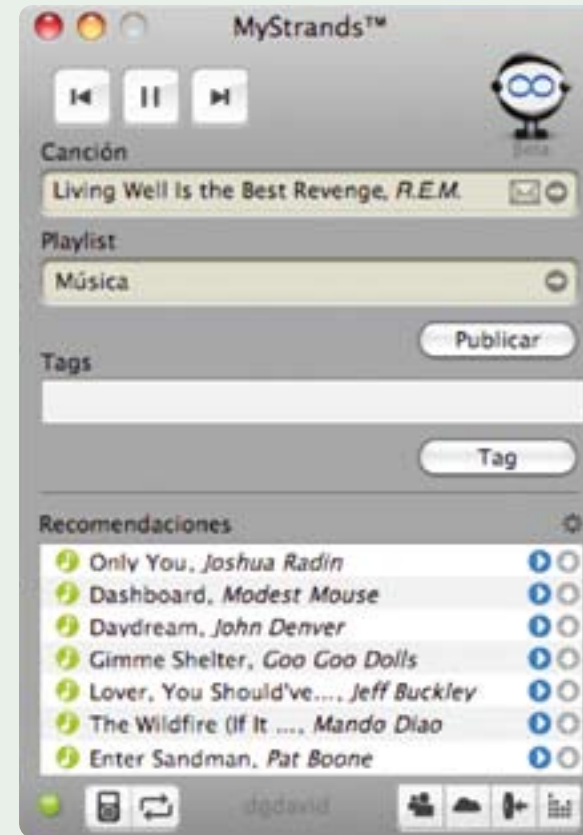 MyStrands™
Beta
Canción
Living Well Is the Best Revenge, R.E.M.
Playlist
Música
Publicar
Tags
Tag
Recomendaciones
Only You, Joshua Radin
Dashboard, Modest Mouse
Daydream, John Denver
Gimme Shelter, Goo Goo Dolls
Lover, You Should've..., Jeff Buckley
The Wildfire (If It ...., Mando Diao
Enter Sandman, Pat Boone
dgdavid